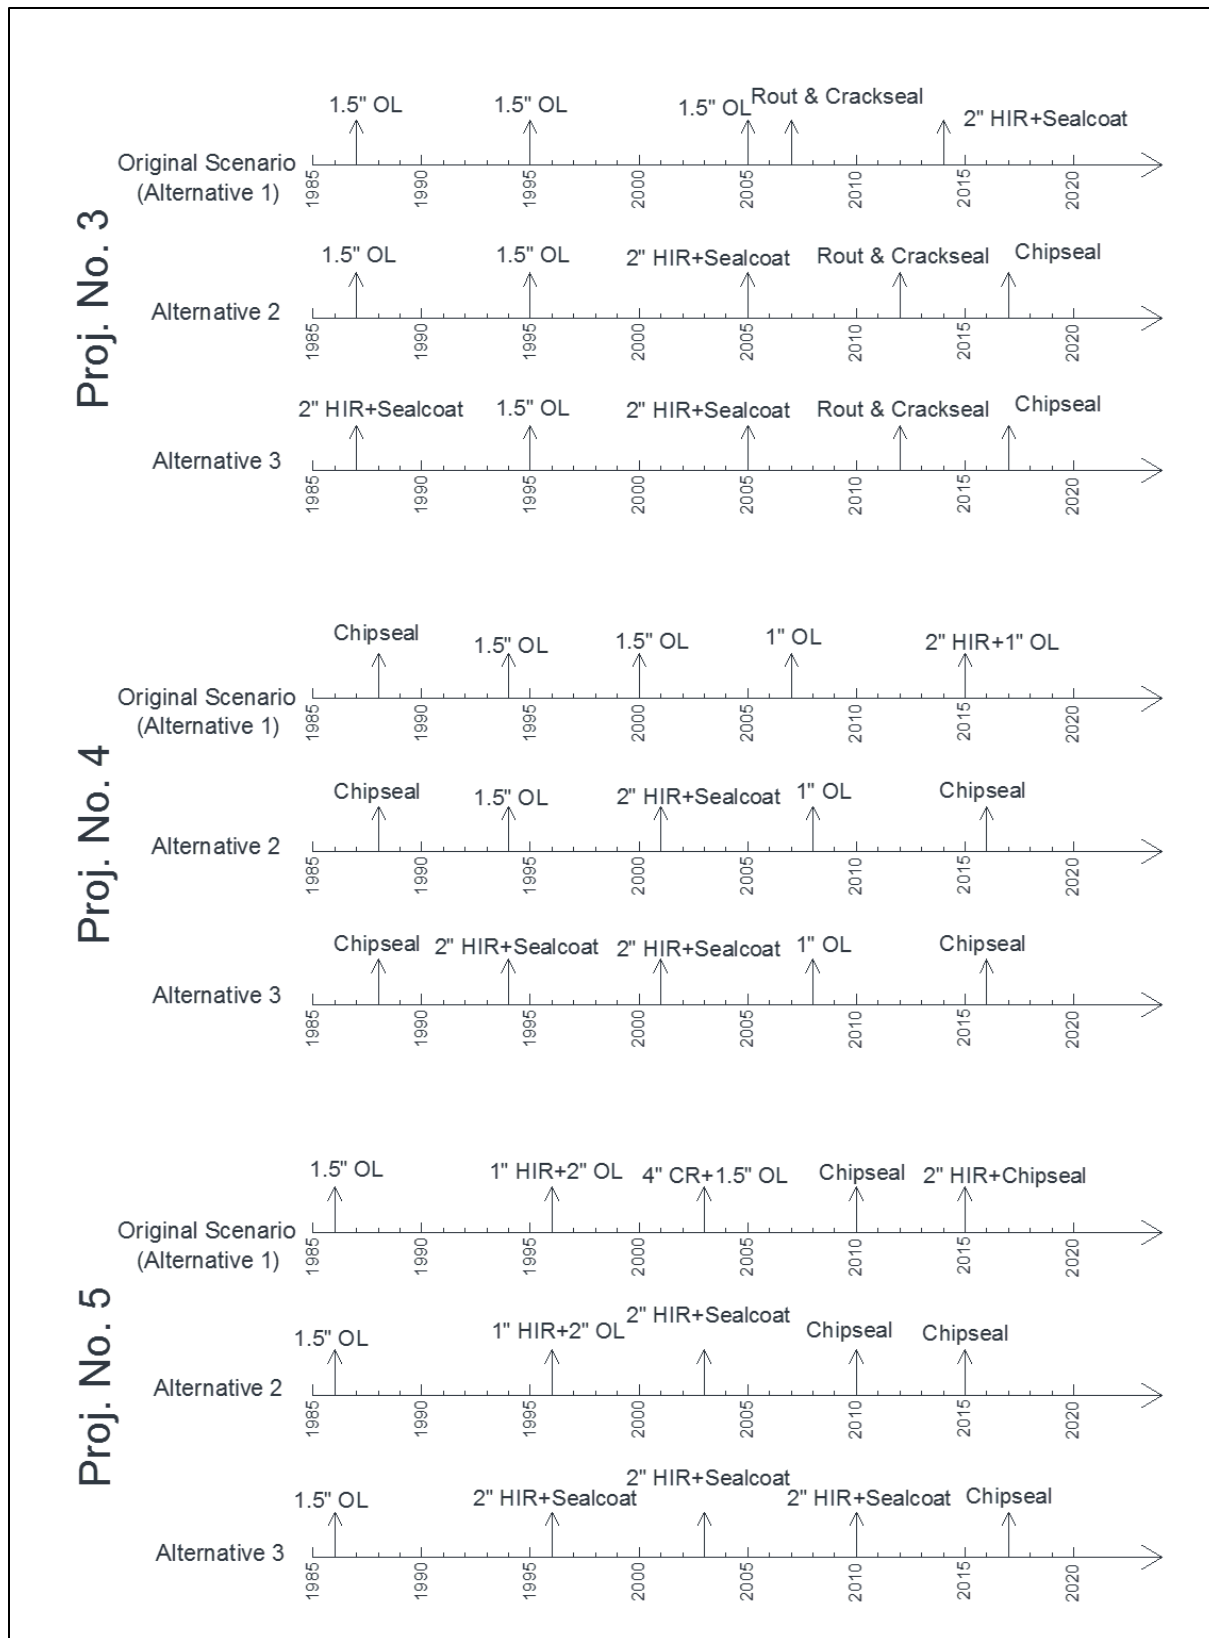 Proj. No. 3
1.5" OL 1.5" OL 1.5" OL Rout & Crackseal 2" HIR+Sealcoat
Original Scenario
(Alternative 1)
1985 1990 1995 2000 2005 2010 2015 2020
1.5" OL 1.5" OL 2" HIR+Sealcoat Rout & Crackseal Chipseal
Alternative 2
1985 1990 1995 2000 2005 2010 2015 2020
2" HIR+Sealcoat 1.5" OL 2" HIR+Sealcoat Rout & Crackseal Chipseal
Alternative 3
1985 1990 1995 2000 2005 2010 2015 2020
Proj. No. 4
Chipseal 1.5" OL 1.5" OL 1" OL 2" HIR+1" OL
Original Scenario
(Alternative 1)
1985 1990 1995 2000 2005 2010 2015 2020
Chipseal 1.5" OL 2" HIR+Sealcoat 1" OL Chipseal
Alternative 2
1985 1990 1995 2000 2005 2010 2015 2020
Chipseal 2" HIR+Sealcoat 2" HIR+Sealcoat 1" OL Chipseal
Alternative 3
1985 1990 1995 2000 2005 2010 2015 2020
Proj. No. 5
1.5" OL 1" HIR+2" OL 4" CR+1.5" OL Chipseal 2" HIR+Chipseal
Original Scenario
(Alternative 1)
1985 1990 1995 2000 2005 2010 2015 2020
1.5" OL 1" HIR+2" OL 2" HIR+Sealcoat Chipseal Chipseal
Alternative 2
1985 1990 1995 2000 2005 2010 2015 2020
1.5" OL 2" HIR+Sealcoat 2" HIR+Sealcoat 2" HIR+Sealcoat Chipseal
Alternative 3
1985 1990 1995 2000 2005 2010 2015 2020